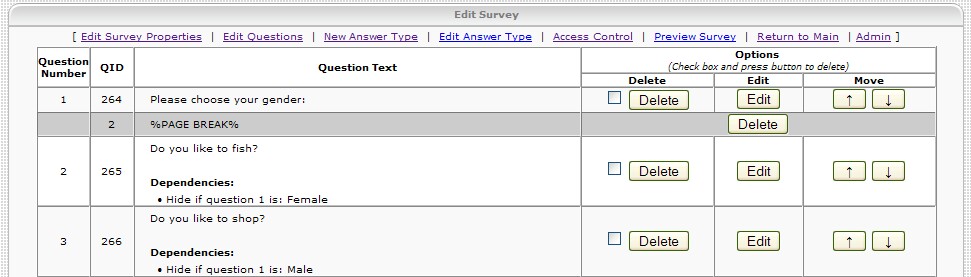 Edit Survey
[ Edit Survey Properties | Edit Questions | New Answer Type | Edit Answer Type | Access Control | Preview Survey | Return to Main | Admin ]
Question Number QID Question Text Options
(Check box and press button to delete)
Delete Edit Move
1 264 Please choose your gender: Delete Edit ↑ ↓
2 %PAGE BREAK% Delete
Do you like to fish?
2 265 Delete Edit ↑ ↓
Dependencies:
• Hide if question 1 is: Female
Do you like to shop?
3 266 Delete Edit ↑ ↓
Dependencies:
• Hide if question 1 is: Male